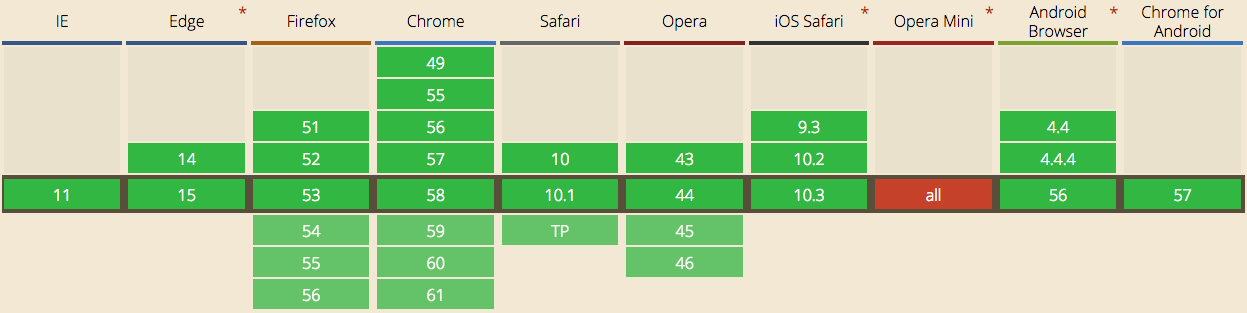 IE Edge * Firefox Chrome Safari Opera iOS Safari * Opera Mini * Android Browser * Chrome for Android
49
55
51 56 9.3 4.4
14 52 57 10 43 10.2 4.4.4
11 15 53 58 10.1 44 10.3 all 56 57
54 59 TP 45
55 60 46
56 61